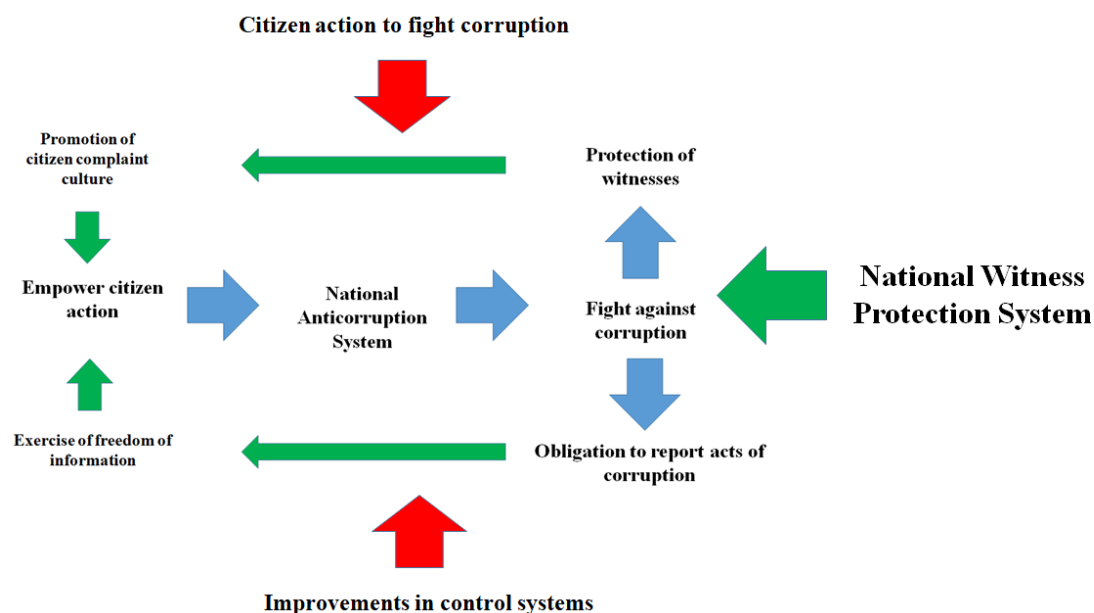 Citizen action to fight corruption
Promotion of
citizen complaint
culture
Protection of
witnesses
Empower citizen
action
National
Anticorruption
System
Fight against
corruption
National Witness
Protection System
Exercise of freedom of
information
Obligation to report acts of
corruption
Improvements in control systems